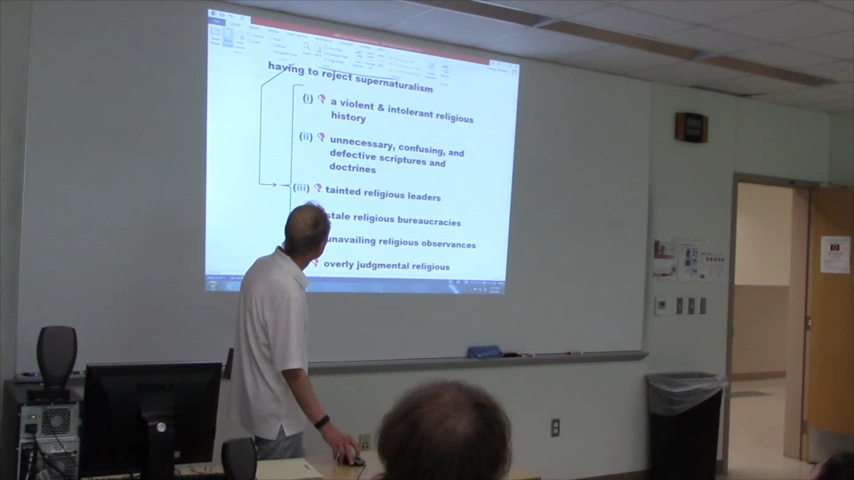 having to reject supernaturalism
(i) a violent & intolerant religious
history
(ii) unnecessary, confusing, and
defective scriptures and
doctrines
(iii) tainted religious leaders
stale religious bureaucracies
unavailing religious observances
overly judgmental religious